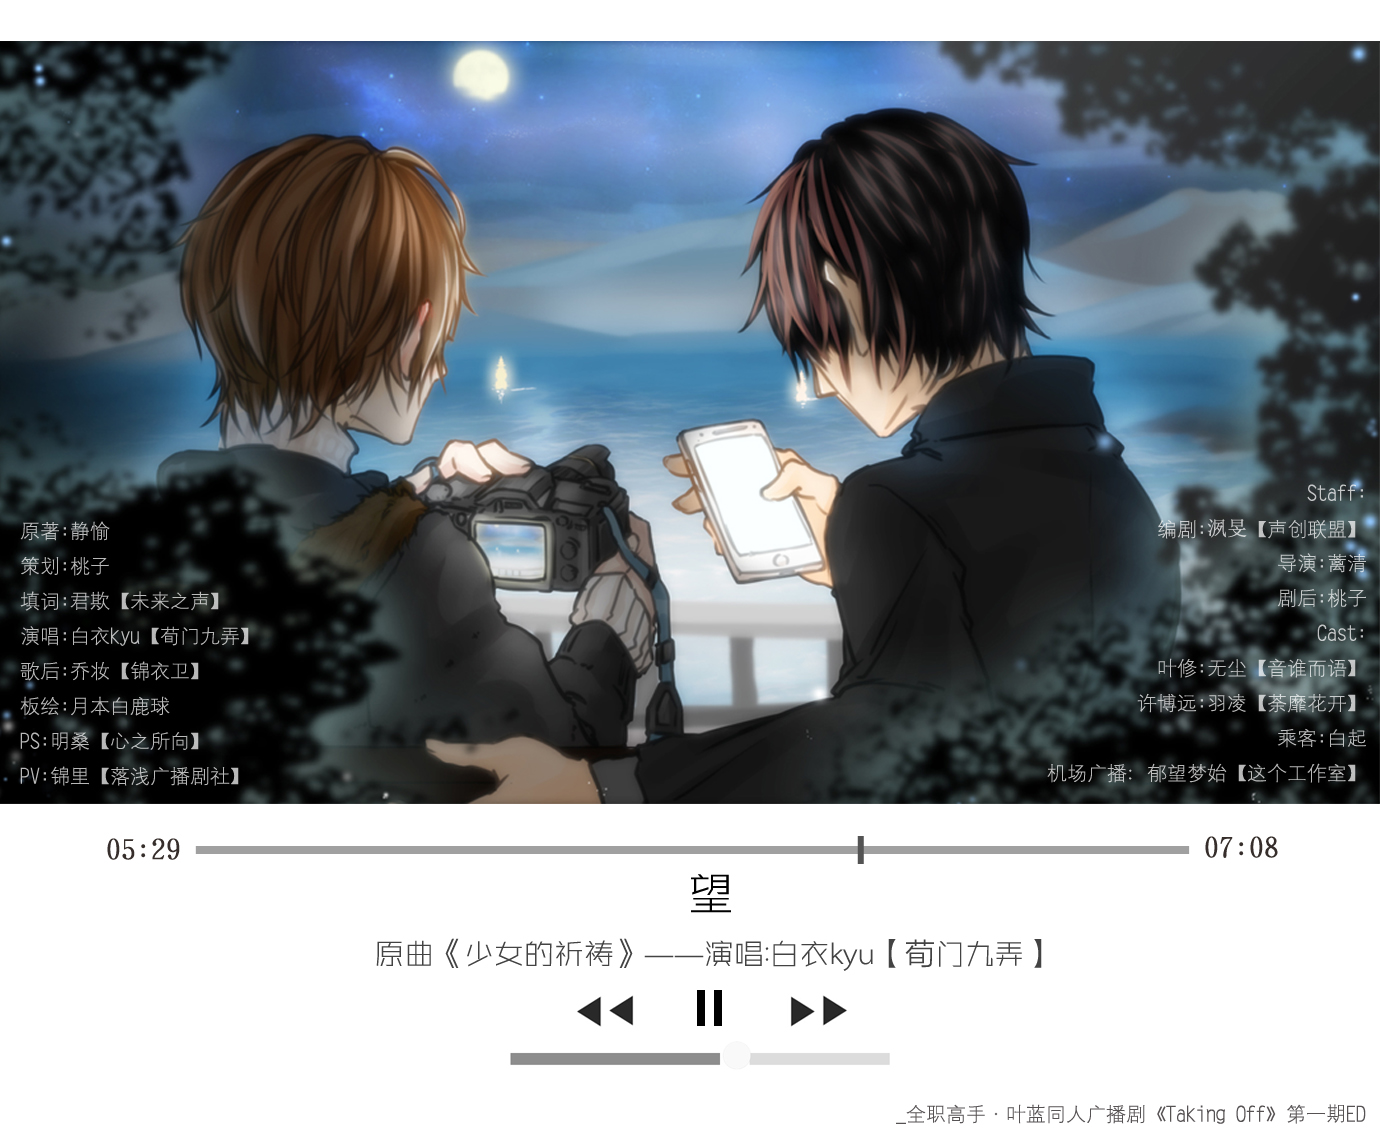 原著:静愉
策划:桃子
填词:君欺【未来之声】
演唱:白衣kyu【荀门九弄】
歌后:乔妆【锦衣卫】
板绘:月本白鹿球
PS:明桑【心之所向】
PV:锦里【落浅广播剧社】
Staff:
编剧:沨旻【声创联盟】
导演:蓠清
剧后:桃子
Cast:
叶修:无尘【音谁而语】
许博远:羽凌【荼靡花开】
乘客:白起
机场广播: 郁望梦始【这个工作室】
05:29
07:08
望
原曲《少女的祈祷》——演唱:白衣kyu【荀门九弄】
_全职高手·叶蓝同人广播剧《Taking Off》第一期ED